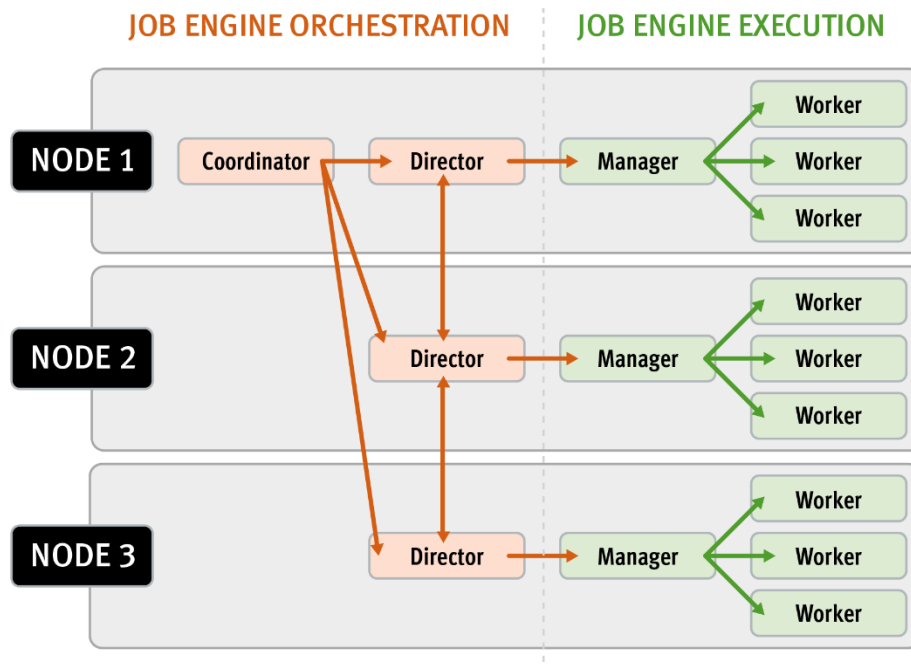 JOB ENGINE ORCHESTRATION
JOB ENGINE EXECUTION
NODE 1
Coordinator
Director
Manager
Worker
Worker
Worker
NODE 2
Director
Manager
Worker
Worker
Worker
NODE 3
Director
Manager
Worker
Worker
Worker